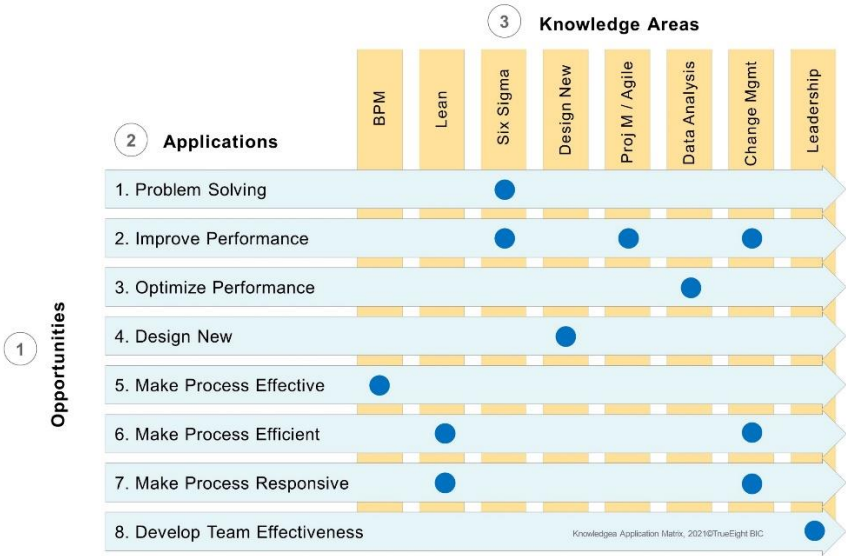 3 Knowledge Areas
BPM
Lean
Six Sigma
Design New
Proj M / Agile
Data Analysis
Change Mgmt
Leadership
2 Applications
1 Opportunities
1. Problem Solving
2. Improve Performance
3. Optimize Performance
4. Design New
5. Make Process Effective
6. Make Process Efficient
7. Make Process Responsive
8. Develop Team Effectiveness
Knowledgea Application Matrix, 2021©TrueEight BIC